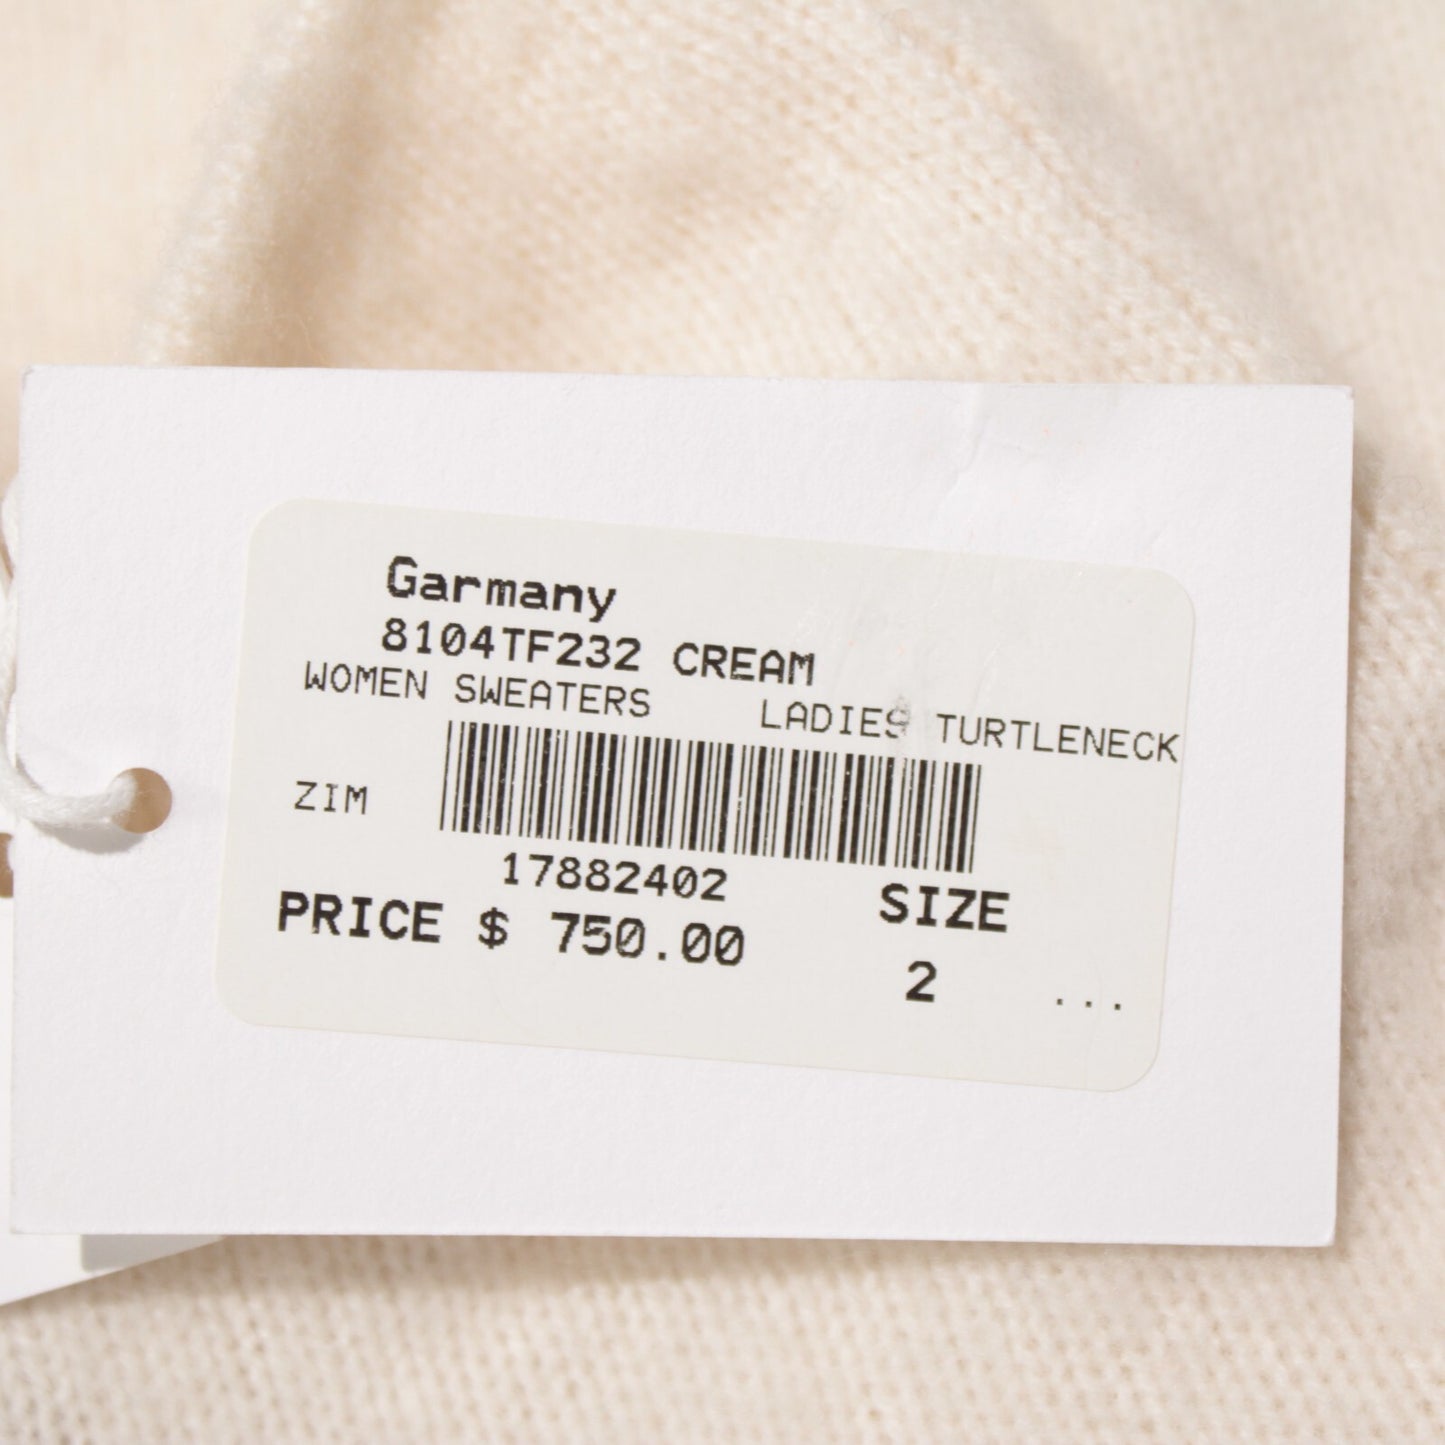 Garmany
8104TF232 CREAM
WOMEN SWEATERS LADIES TURTLENECK
ZIM
17882402
PRICE $ 750.00
SIZE
2 ...